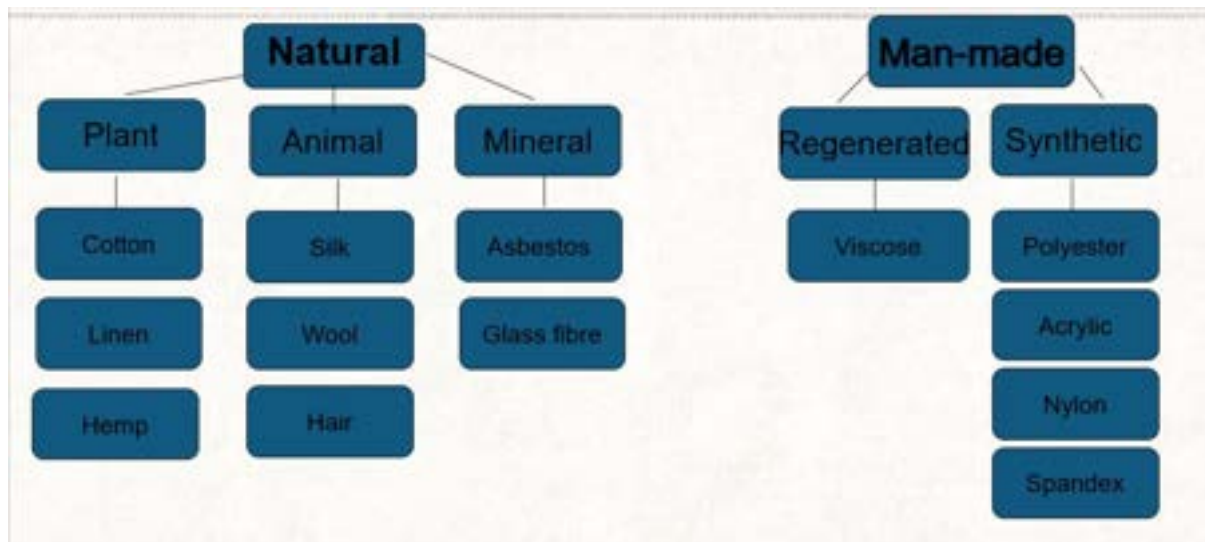 Natural
Man-made
Plant
Animal
Mineral
Regenerated
Synthetic
Cotton
Silk
Asbestos
Viscose
Polyester
Linen
Wool
Glass fibre
Acrylic
Hemp
Hair
Nylon
Spandex